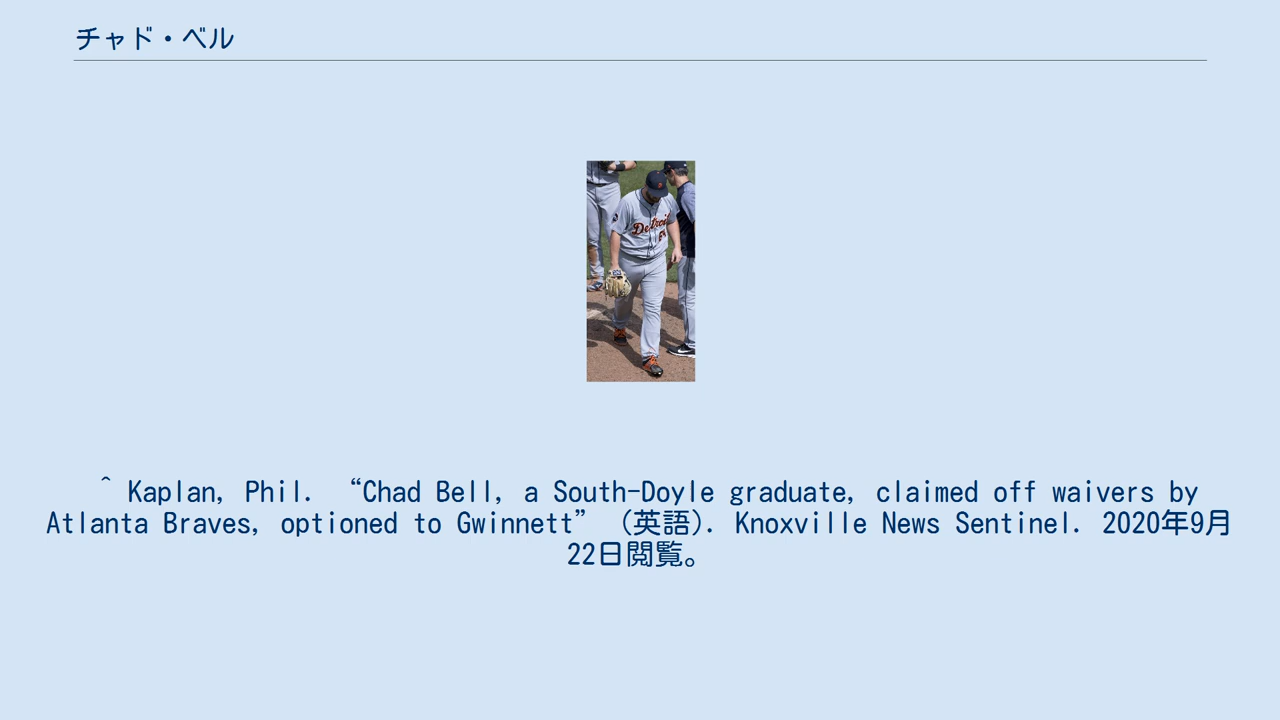 チャド・ベル
Detroit
^ Kaplan, Phil. “Chad Bell, a South-Doyle graduate, claimed off waivers by
Atlanta Braves, optioned to Gwinnett” (英語). Knoxville News Sentinel. 2020年9月
22日閲覧。